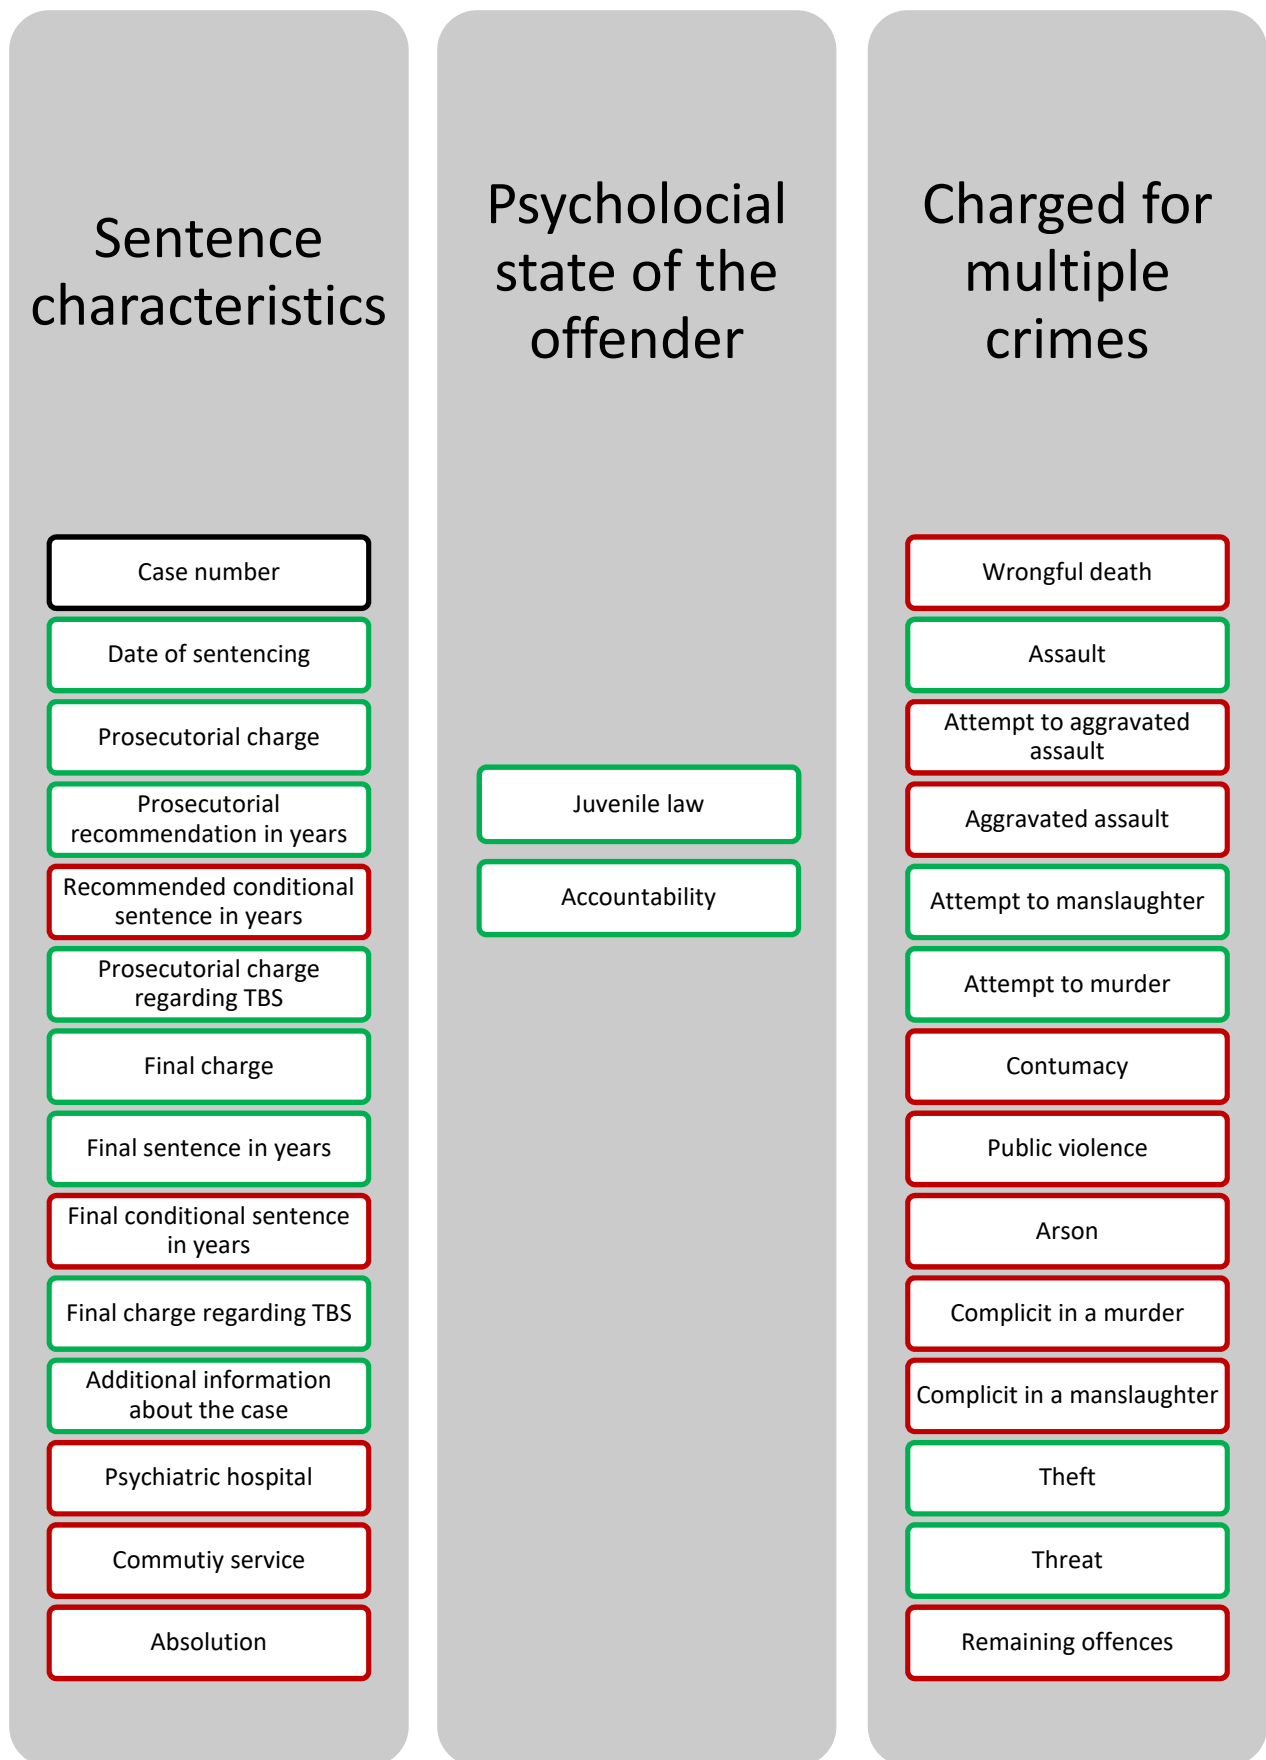 Sentence
characteristics
Case number
Date of sentencing
Prosecutorial charge
Prosecutorial
recommendation in years
Recommended conditional
sentence in years
Prosecutorial charge
regarding TBS
Final charge
Final sentence in years
Final conditional sentence
in years
Final charge regarding TBS
Additional information
about the case
Psychiatric hospital
Commutiy service
Absolution
Psycholocial
state of the
offender
Juvenile law
Accountability
Charged for
multiple
crimes
Wrongful death
Assault
Attempt to aggravated
assault
Aggravated assault
Attempt to manslaughter
Attempt to murder
Contumacy
Public violence
Arson
Complicit in a murder
Complicit in a manslaughter
Theft
Threat
Remaining offences